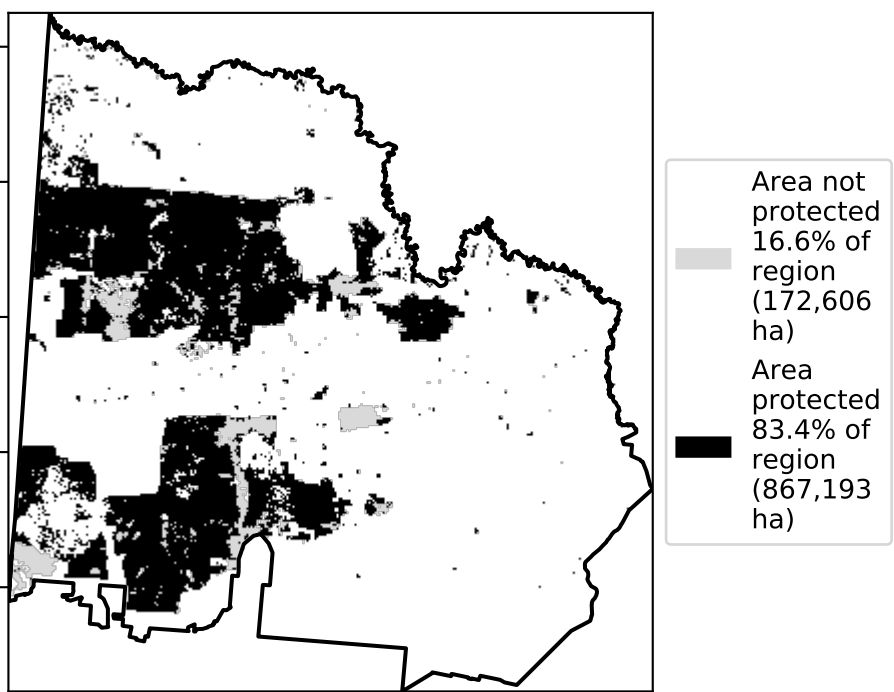 Area not
protected
16.6% of
region
(172,606
ha)
Area
protected
83.4% of
region
(867,193
ha)